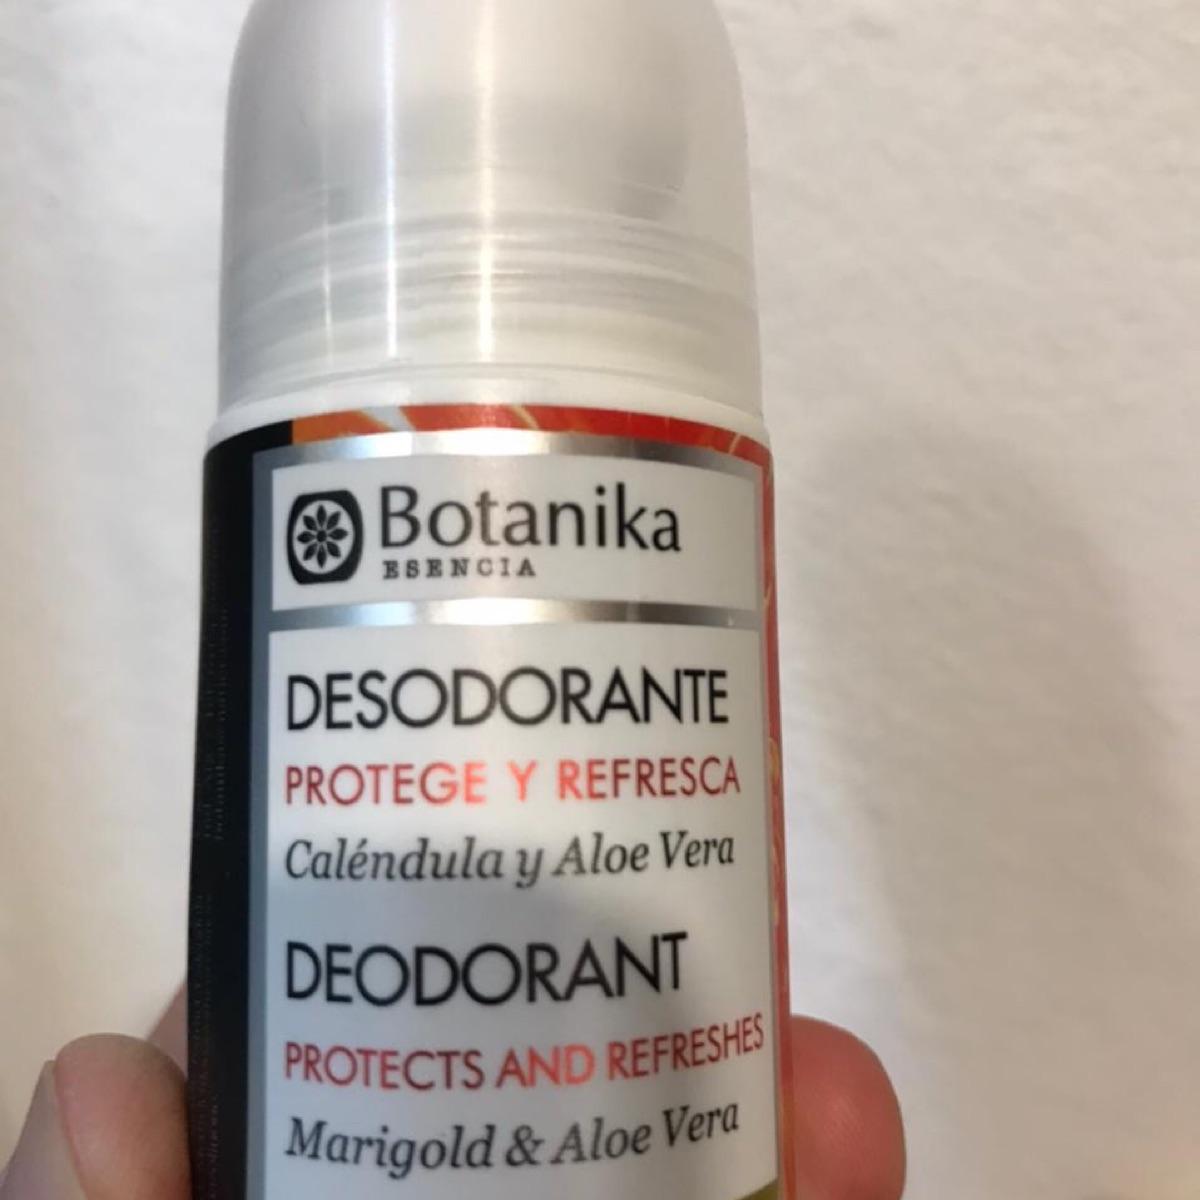 Botanika
ESENCIA
DESODORANTE
PROTEGE Y REFRESCA
Caléndula y Aloe Vera
DEODORANT
PROTECTS AND REFRESHES
Marigold & Aloe Vera